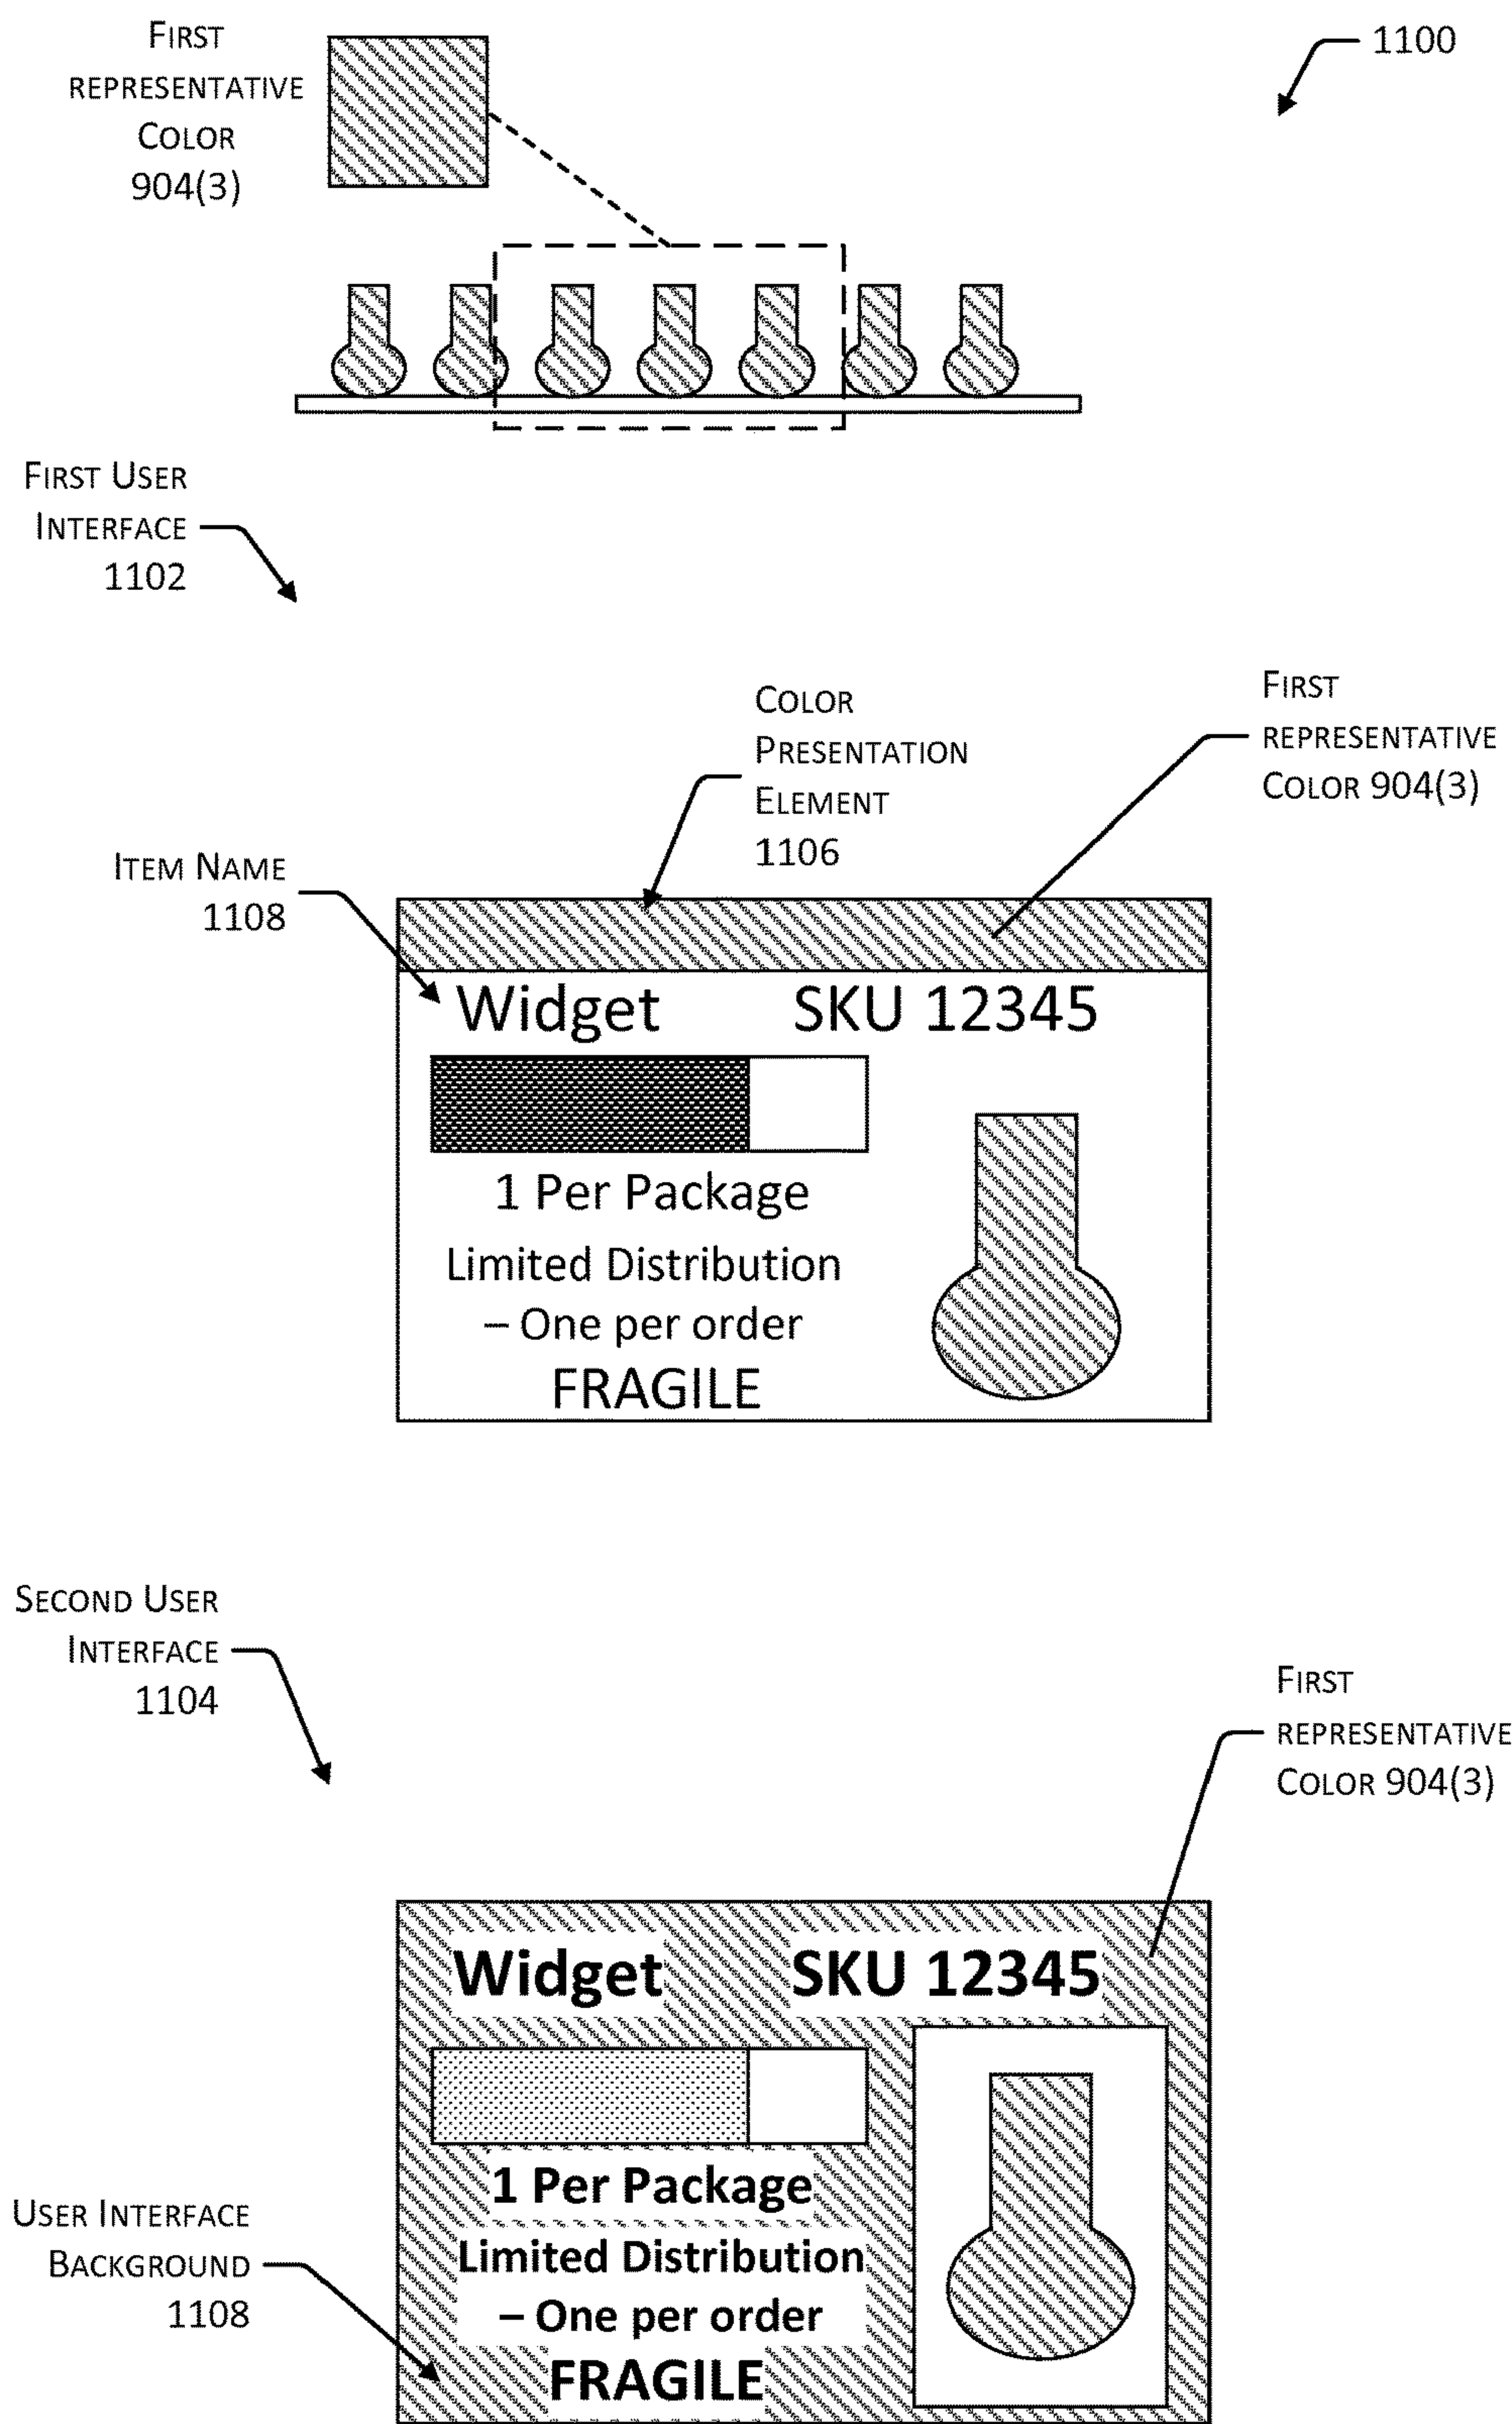 First
representative
Color
904(3)
1100
First User
Interface
1102
Color
Presentation
Element
1106
First
representative
Color 904(3)
Item Name
1108
Widget SKU 12345
1 Per Package
Limited Distribution
– One per order
FRAGILE
Second User
Interface
1104
First
representative
Color 904(3)
Widget SKU 12345
1 Per Package
Limited Distribution
– One per order
FRAGILE
User Interface
Background
1108